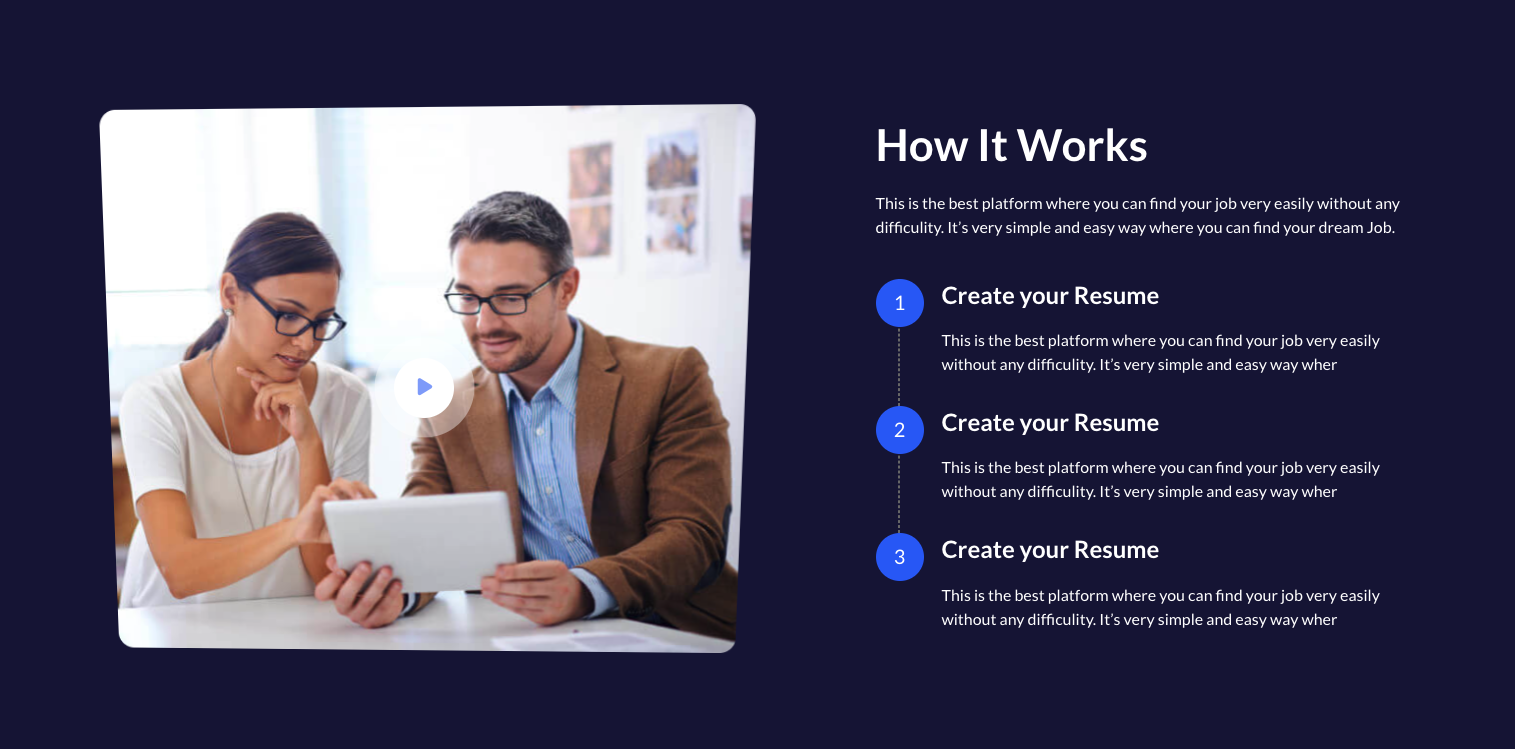 How It Works
This is the best platform where you can find your job very easily without any
difficulity. It’s very simple and easy way where you can find your dream Job.
1
Create your Resume
This is the best platform where you can find your job very easily
without any difficulity. It’s very simple and easy way wher
2
Create your Resume
This is the best platform where you can find your job very easily
without any difficulity. It’s very simple and easy way wher
3
Create your Resume
This is the best platform where you can find your job very easily
without any difficulity. It’s very simple and easy way wher